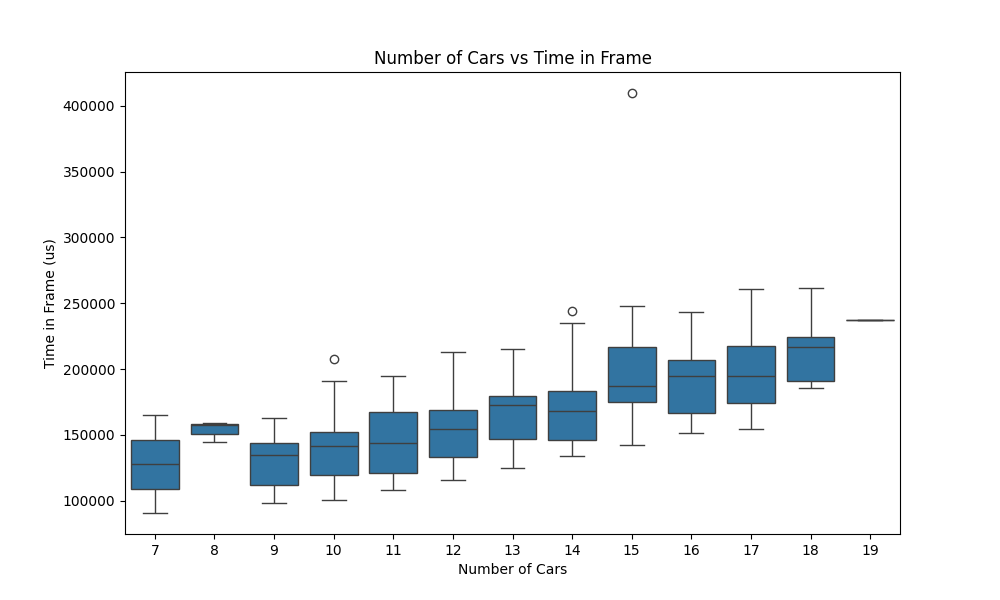 Number of Cars vs Time in Frame
Time in Frame (us)
400000
350000
300000
250000
200000
150000
100000
7 8 9 10 11 12 13 14 15 16 17 18 19
Number of Cars